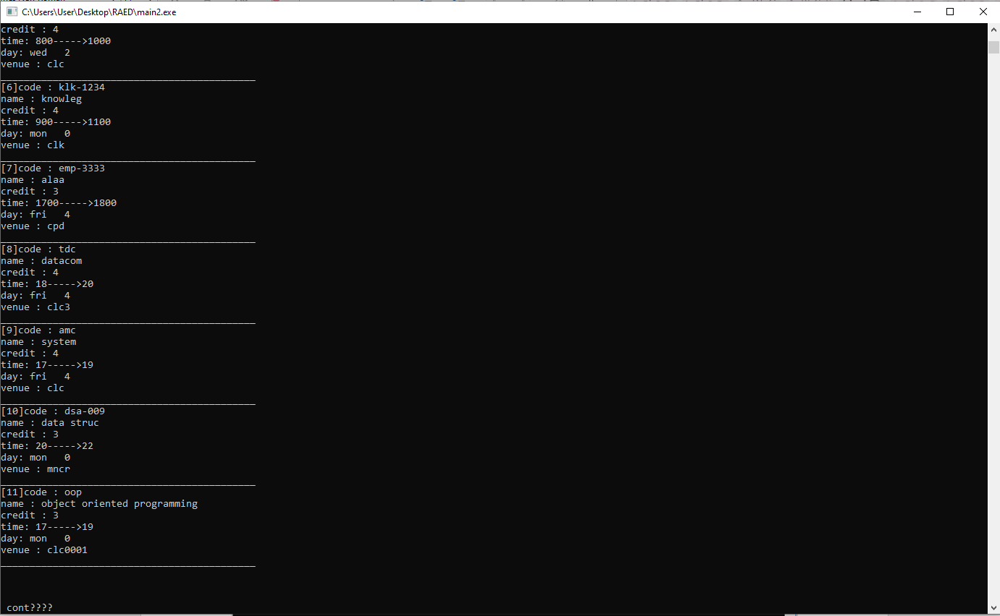 C:\Users\User\Desktop\RAED\main2.exe
credit : 4
time: 800----->1000
day: wed   2
venue : clc
____________________________________________
[6]code : klk-1234
name : knowleg
credit : 4
time: 900----->1100
day: mon   0
venue : clk
____________________________________________
[7]code : emp-3333
name : alaa
credit : 3
time: 1700----->1800
day: fri   4
venue : cpd
____________________________________________
[8]code : tdc
name : datacom
credit : 4
time: 18----->20
day: fri   4
venue : clc3
____________________________________________
[9]code : amc
name : system
credit : 4
time: 17----->19
day: fri   4
venue : clc
____________________________________________
[10]code : dsa-009
name : data struc
credit : 3
time: 20----->22
day: mon   0
venue : mncr
____________________________________________
[11]code : oop
name : object oriented programming
credit : 3
time: 17----->19
day: mon   0
venue : clc0001
____________________________________________
cont????